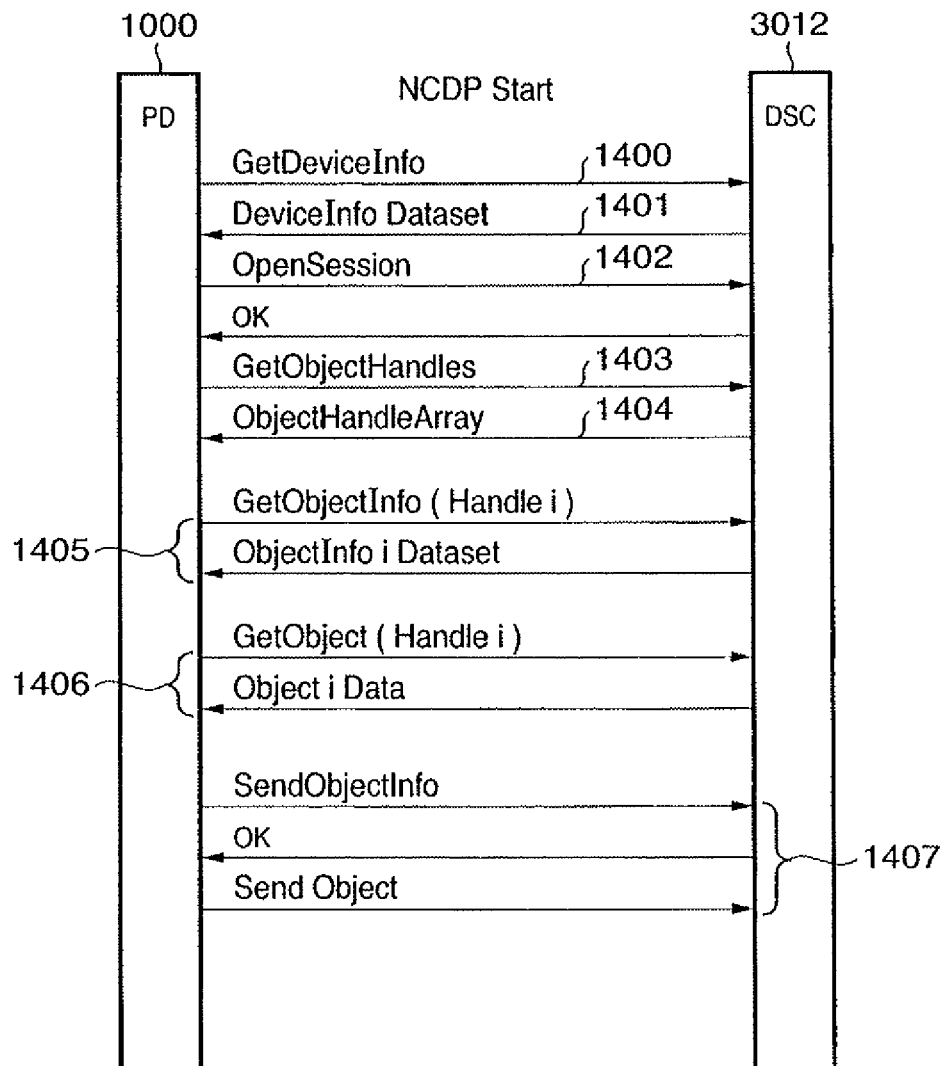 1000
3012
NCDP Start
PD
DSC
GetDeviceInfo
1400
DeviceInfo Dataset
1401
OpenSession
1402
OK
GetObjectHandles
1403
ObjectHandleArray
1404
GetObjectInfo ( Handle i )
1405
ObjectInfo i Dataset
GetObject ( Handle i )
1406
Object i Data
SendObjectInfo
OK
1407
Send Object